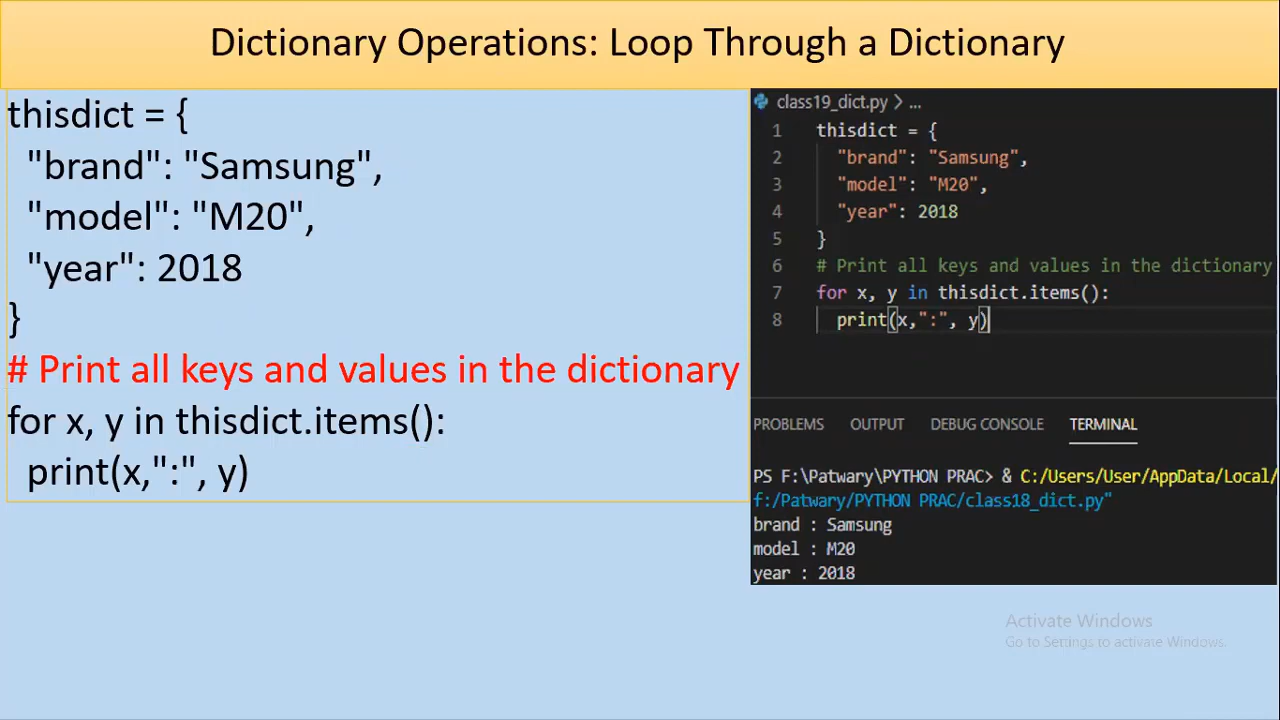 Dictionary Operations: Loop Through a Dictionary
thisdict = {
"brand": "Samsung",
"model": "M20",
"year": 2018
}
# Print all keys and values in the dictionary
for x, y in thisdict.items():
print(x,":", y)
class19_dict.py > ...
1 thisdict = {
2 "brand": "Samsung",
3 "model": "M20",
4 "year": 2018
5 }
6 # Print all keys and values in the dictionary
7 for x, y in thisdict.items():
8 print(x,":", y)
PROBLEMS OUTPUT DEBUG CONSOLE TERMINAL
PS F:\Patwary\PYTHON PRAC> & C:/Users/User/AppData/Local/
f:/Patwary/PYTHON PRAC/class18_dict.py"
brand : Samsung
model : M20
year : 2018
Activate Windows
Go to Settings to activate Windows.